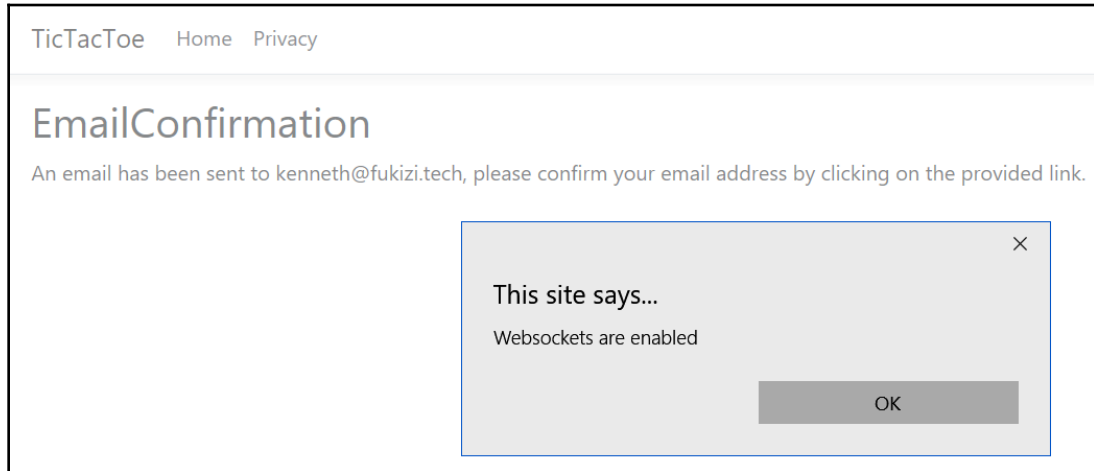 TicTacToe Home Privacy
EmailConfirmation
An email has been sent to kenneth@fukizi.tech, please confirm your email address by clicking on the provided link.
This site says...
Websockets are enabled
OK